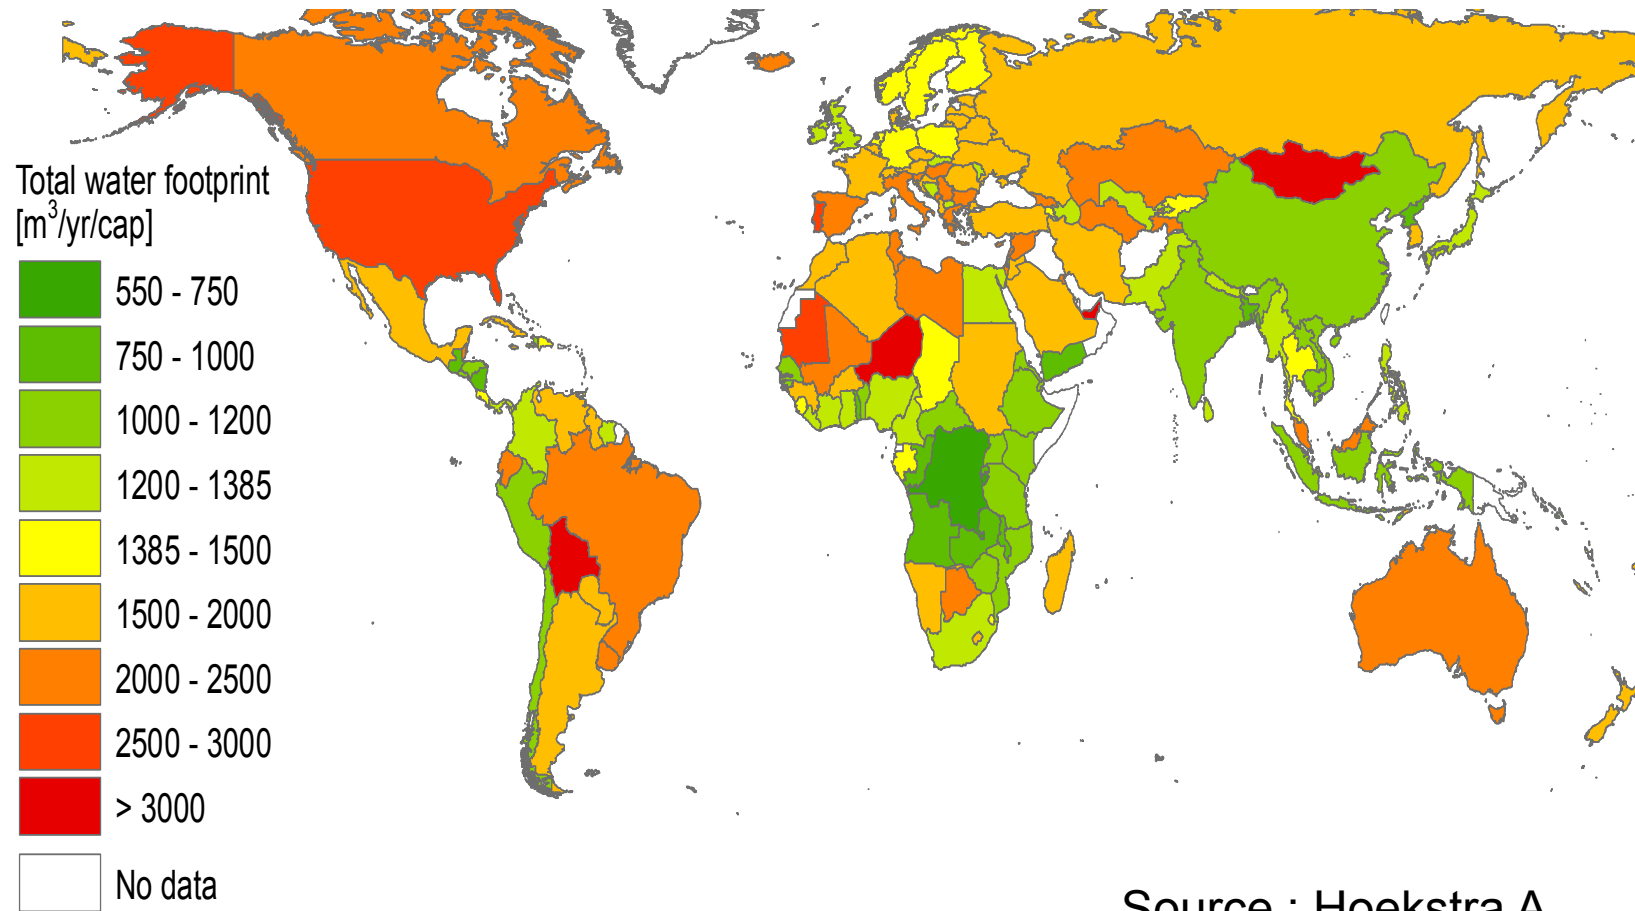 Total water footprint
[m³/yr/cap]
550 - 750
750 - 1000
1000 - 1200
1200 - 1385
1385 - 1500
1500 - 2000
2000 - 2500
2500 - 3000
> 3000
No data
Source : Hoekstra A